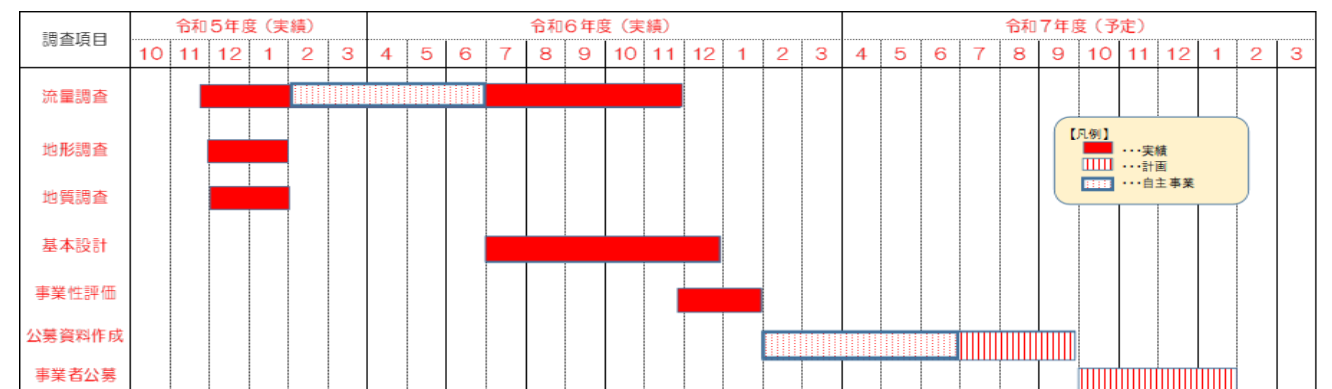 調査項目 令和5年度（実績） 令和6年度（実績） 令和7年度（予定）
10 11 12 1 2 3 4 5 6 7 8 9 10 11 12 1 2 3 4 5 6 7 8 9 10 11 12 1 2 3
流量調査
地形調査
地質調査
基本設計
事業性評価
公募資料作成
事業者公募
【凡例】
・・・実績
・・・計画
・・・自主事業